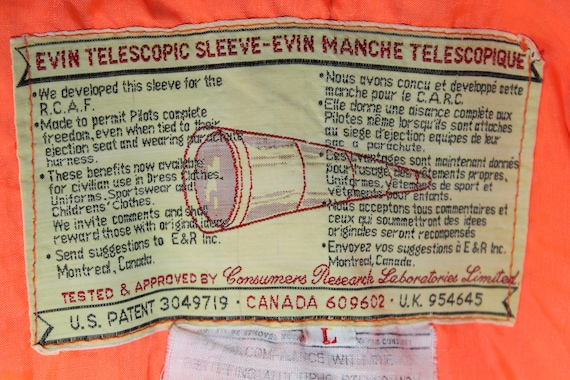 EVIN TELESCOPIC SLEEVE-EVIN MANCHE TELESCOPIQUE
•We developed this sleeve for the
R.C.A.F.
•Made to permit Pilots complete
freedom, even when tied to their
ejection seat and wearing parachute
harness.
•These benefits now available
for civilian use in Dress Clothes.
Uniforms, Sportswear and
Childrens' Clothes.
We invite comments and shall
reward those with original ideas
• Send suggestions to E&R Inc.
Montreal, Canada.
•Nous avons concu et developpé cette
manche pour le C.A.R.C.
•Elle donne une aisance complète aux
Pilotes même lorsqu'ils sont attachés
au siège d'ejection equipes de leur
sac a parachute.
•Ces avantages sont maintenant donnés
pour l'usage des vêtements propres,
Uniformes, vêtements de sport et
vêtements pour enfants.
•Nous acceptons tous commentaires et
ceux qui soummettront des idées
originales seront recompensés
•Envoyez vos suggestions à E&R Inc.
Montreal, Canada.
TESTED & APPROVED BY Consumers Research Laboratories Limited
U.S. PATENT 3049719 · CANADA 609602 · U.K. 954645
L